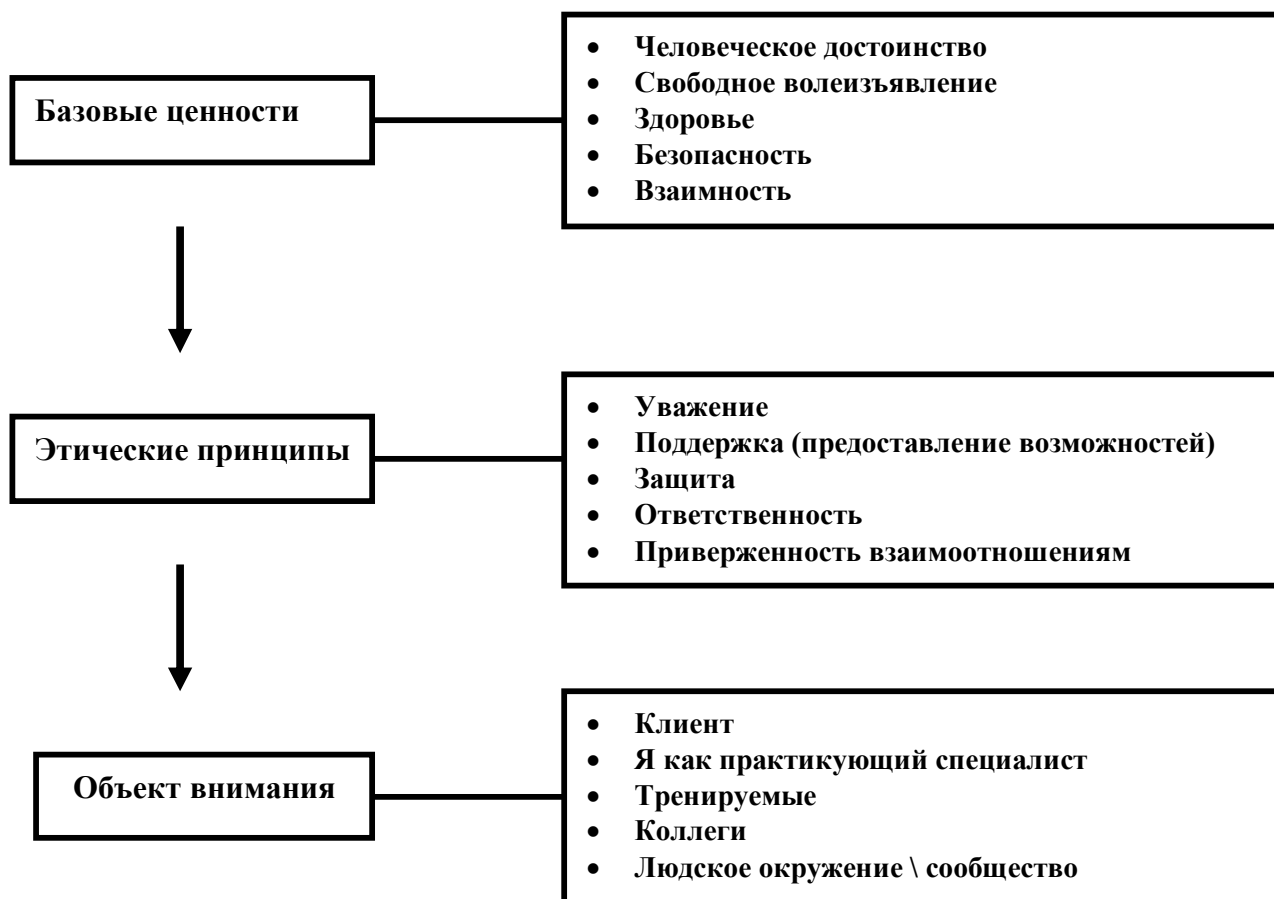 Базовые ценности
• Человеческое достоинство
• Свободное волеизъявление
• Здоровье
• Безопасность
• Взаимность
Этические принципы
• Уважение
• Поддержка (предоставление возможностей)
• Защита
• Ответственность
• Приверженность взаимоотношениям
Объект внимания
• Клиент
• Я как практикующий специалист
• Тренируемые
• Коллеги
• Людское окружение \ сообщество